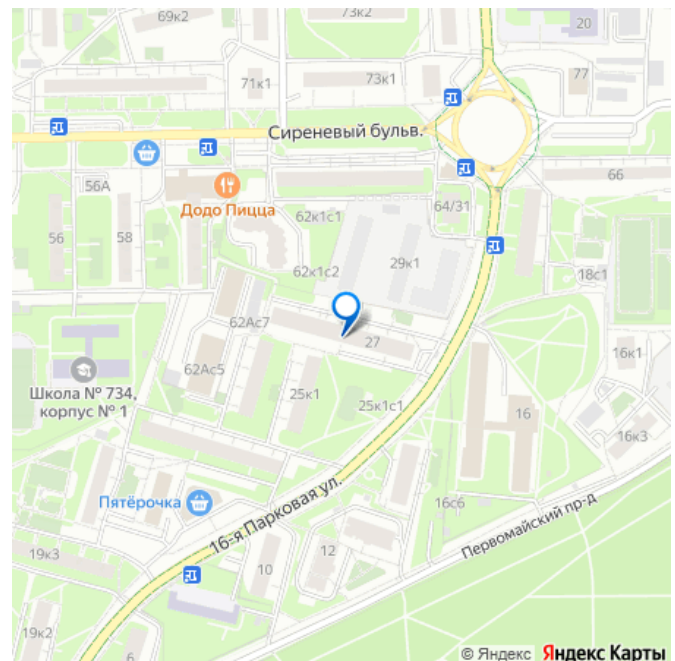 69к2
73к2
20
71к1
73к1
77
Сиреневый бульв.
56А
66
Додо Пицца
62к1с1
64/31
56
58
62к1с2
29к1
18с1
62Ас7
27
16к1
62Ас5
Школа № 734,
корпус № 1
25к1
25к1с1
16
16к3
Пятёрочка
16с6
16-я Парковая ул.
Первомайский пр-д
19к3
12
10
19к2
6
© Яндекс Яндекс Карты